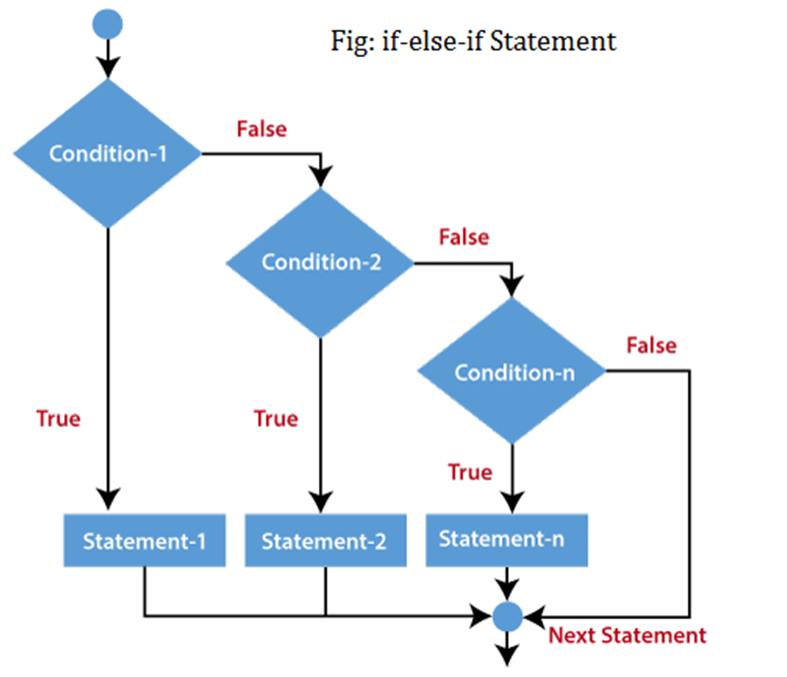 Fig: if-else-if Statement
False
Condition-1
False
Condition-2
False
Condition-n
True
True
True
Statement-1
Statement-2
Statement-n
Next Statement